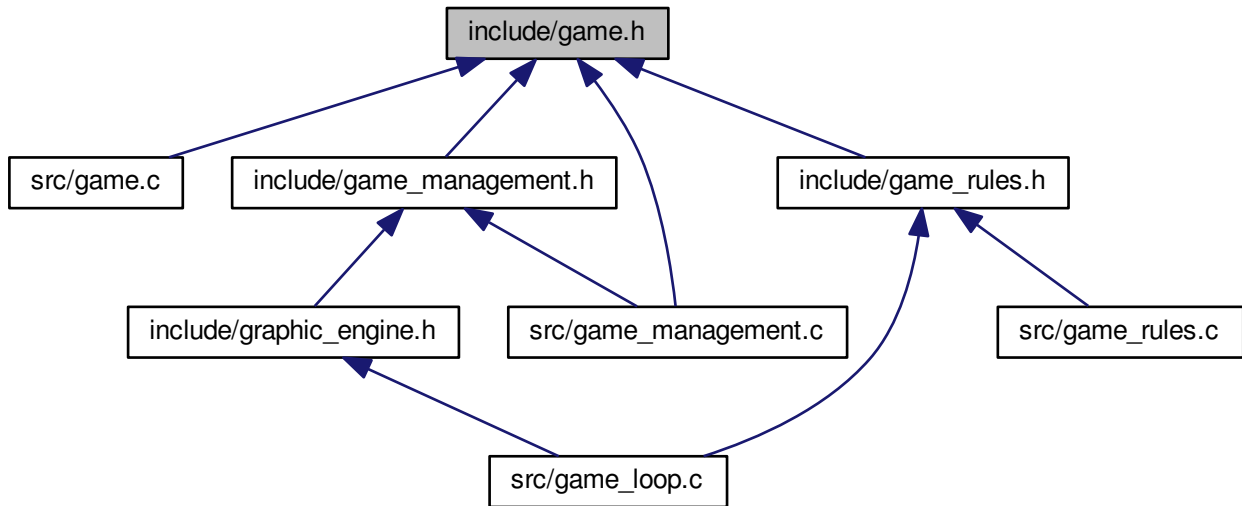 include/game.h
src/game.c
include/game_management.h
include/game_rules.h
include/graphic_engine.h
src/game_management.c
src/game_rules.c
src/game_loop.c